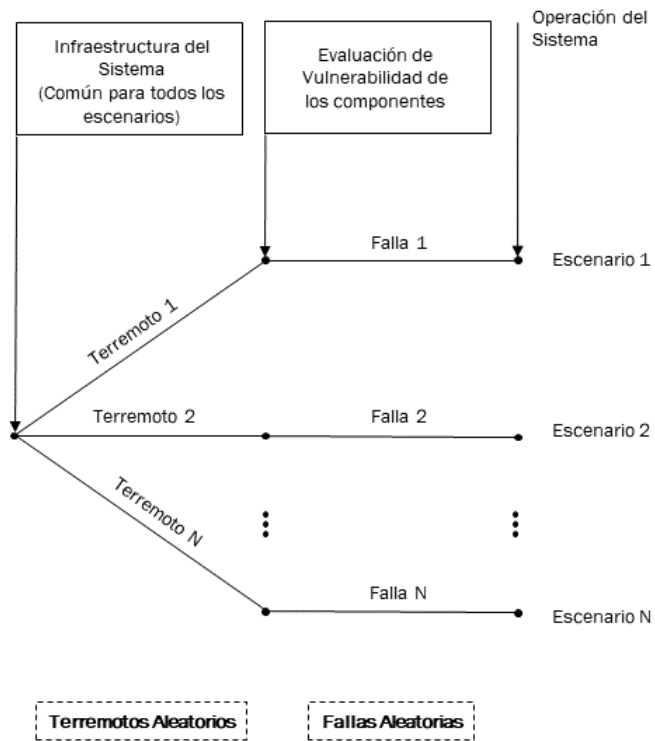 Infraestructura del
Sistema
(Común para todos los
escenarios)
Evaluación de
Vulnerabilidad de
los componentes
Operación del
Sistema
Falla 1
Escenario 1
Terremoto 1
Terremoto 2
Falla 2
Escenario 2
Terremoto N
Falla N
Escenario N
Terremotos Aleatorios
Fallas Aleatorias